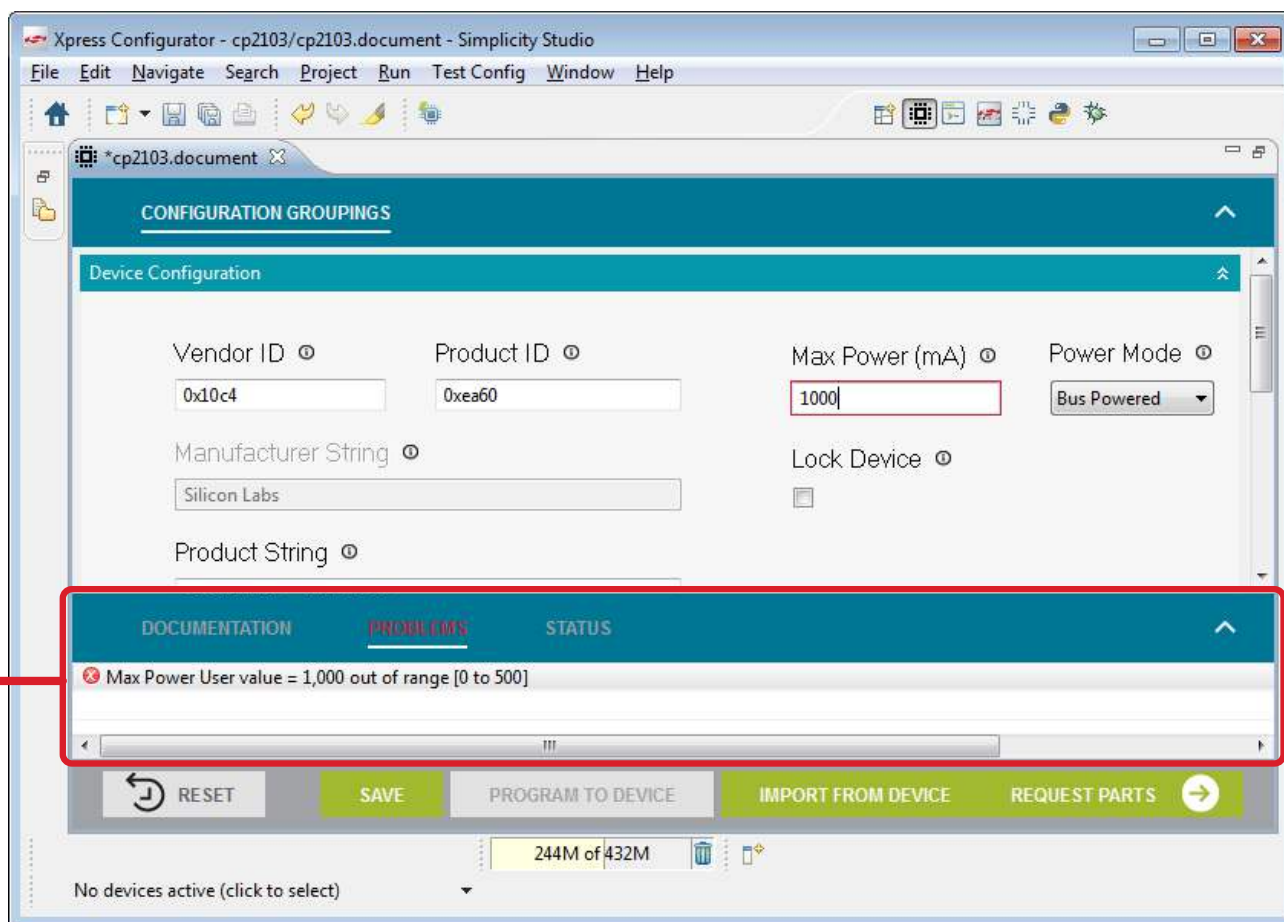 Xpress Configurator - cp2103/cp2103.document - Simplicity Studio
File Edit Navigate Search Project Run Test Config Window Help
*cp2103.document
CONFIGURATION GROUPINGS
Device Configuration
Vendor ID Product ID Max Power (mA) Power Mode
0x10c4 0xea60 1000 Bus Powered
Manufacturer String Lock Device
Silicon Labs
Product String
DOCUMENTATION PROBLEMS STATUS
Max Power User value = 1,000 out of range [0 to 500]
RESET SAVE PROGRAM TO DEVICE IMPORT FROM DEVICE REQUEST PARTS
244M of 432M
No devices active (click to select)